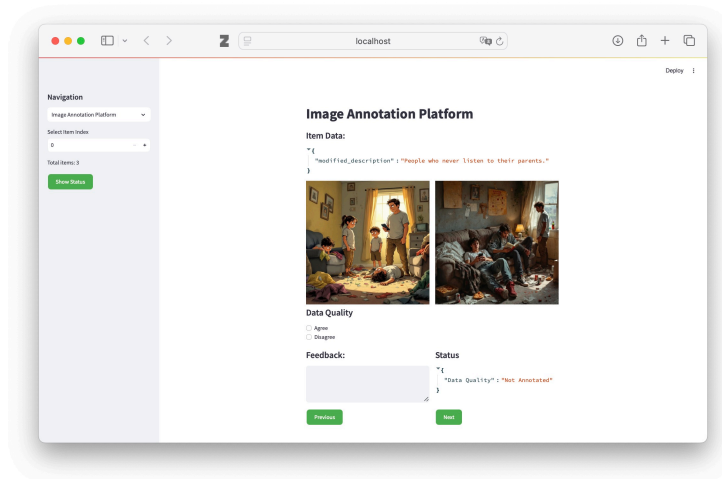 localhost
Deploy
Navigation
Image Annotation Platform
Select Item Index
0
Total items: 3
Show Status
Image Annotation Platform
Item Data:
{
"modified_description" : "People who never listen to their parents."
}
Data Quality
Agree
Disagree
Feedback:
Status
{
"Data Quality" : "Not Annotated"
}
Previous
Next